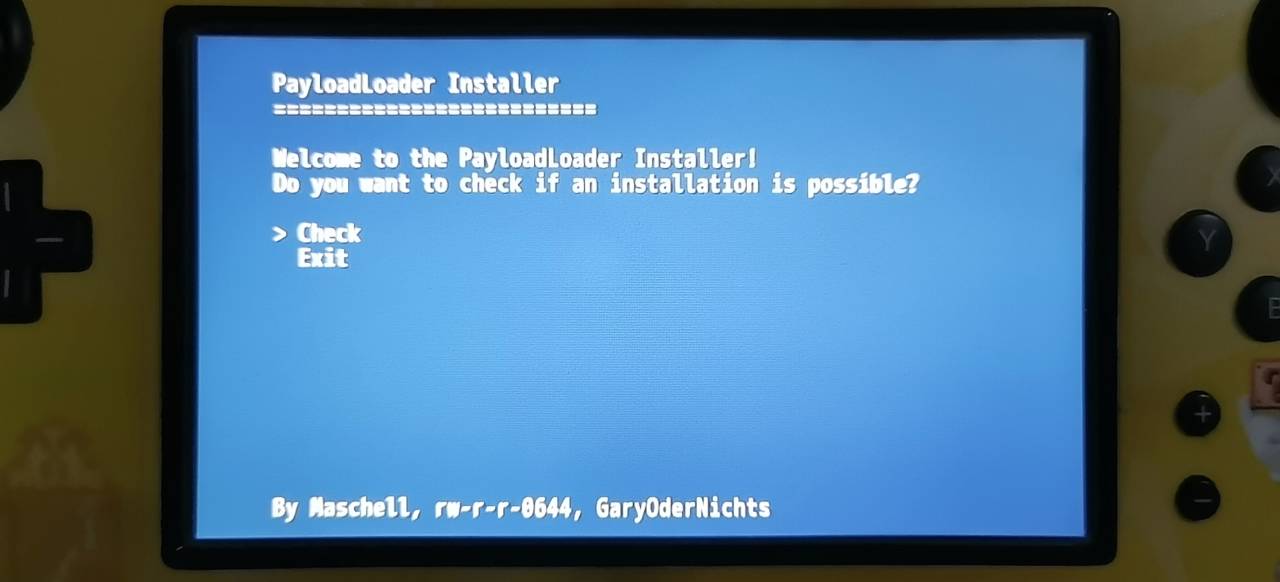 PayloadLoader Installer
==========================
Welcome to the PayloadLoader Installer!
Do you want to check if an installation is possible?
> Check
Exit
By Maschell, rw-r-r-0644, GaryOderNichts
X
Y
B
+
-
?